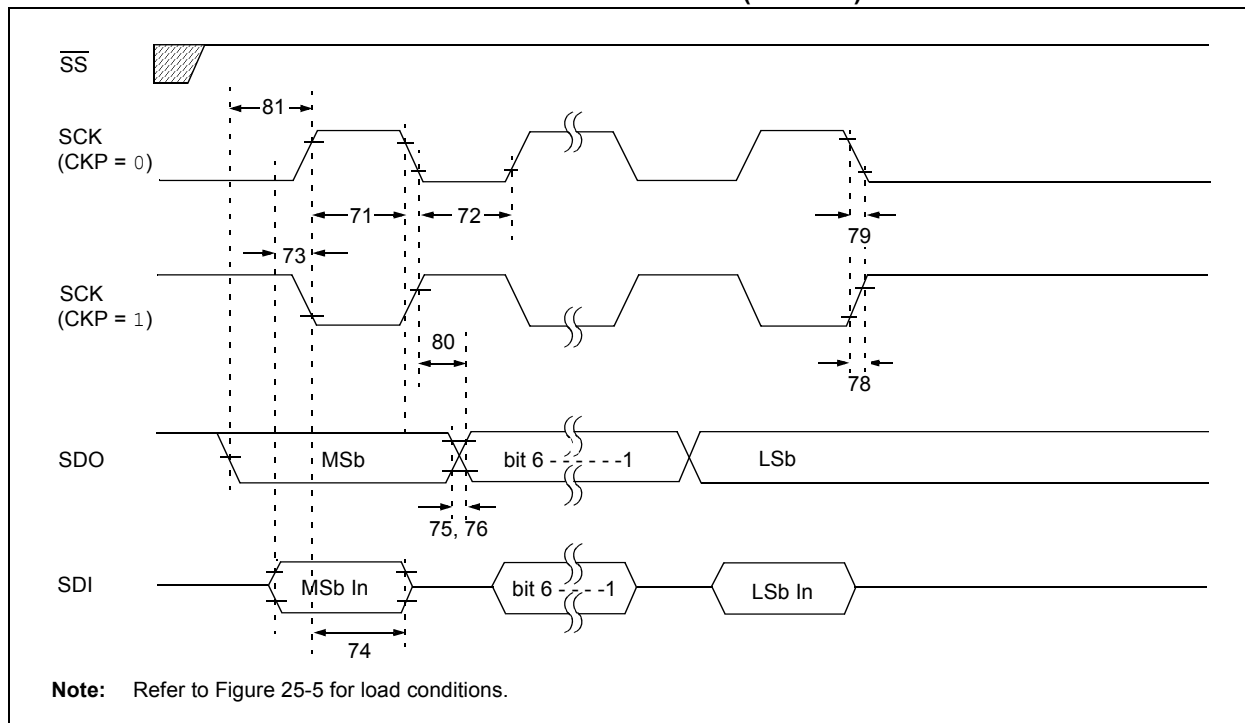 SS
81
SCK
(CKP = 0)
71
72
79
73
SCK
(CKP = 1)
80
78
SDO
MSb
bit 6 - - - - - - -1
LSb
75, 76
SDI
MSb In
bit 6 - - - - -1
LSb In
74
Note: Refer to Figure 25-5 for load conditions.